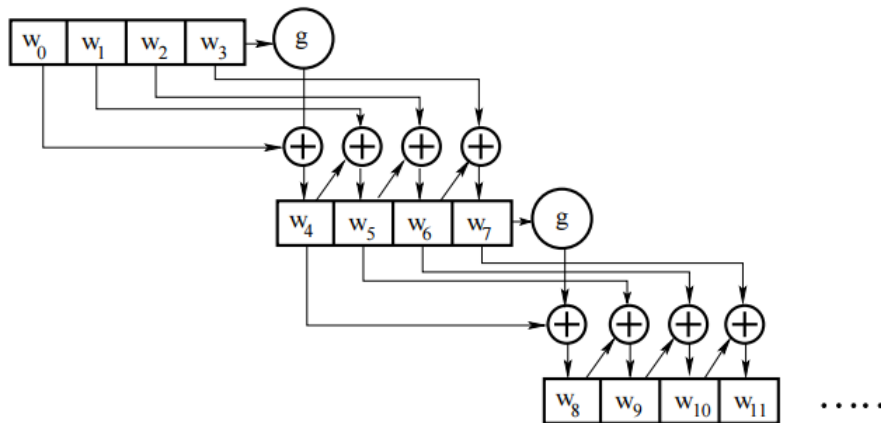 w0 w1 w2 w3 g
+ + + +
w4 w5 w6 w7 g
+ + + +
w8 w9 w10 w11 .....